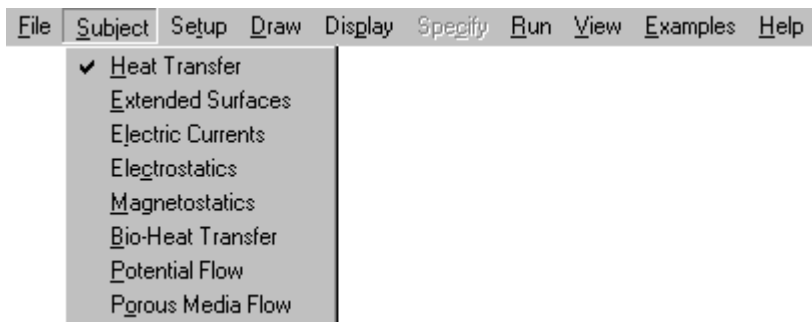 File Subject Setup Draw Display Specify Run View Examples Help
Heat Transfer
Extended Surfaces
Electric Currents
Electrostatics
Magnetostatics
Bio-Heat Transfer
Potential Flow
Porous Media Flow